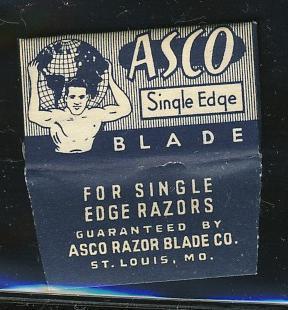 ASCO
Single Edge
BLADE
FOR SINGLE
EDGE RAZORS
GUARANTEED BY
ASCO RAZOR BLADE CO.
ST. LOUIS, MO.